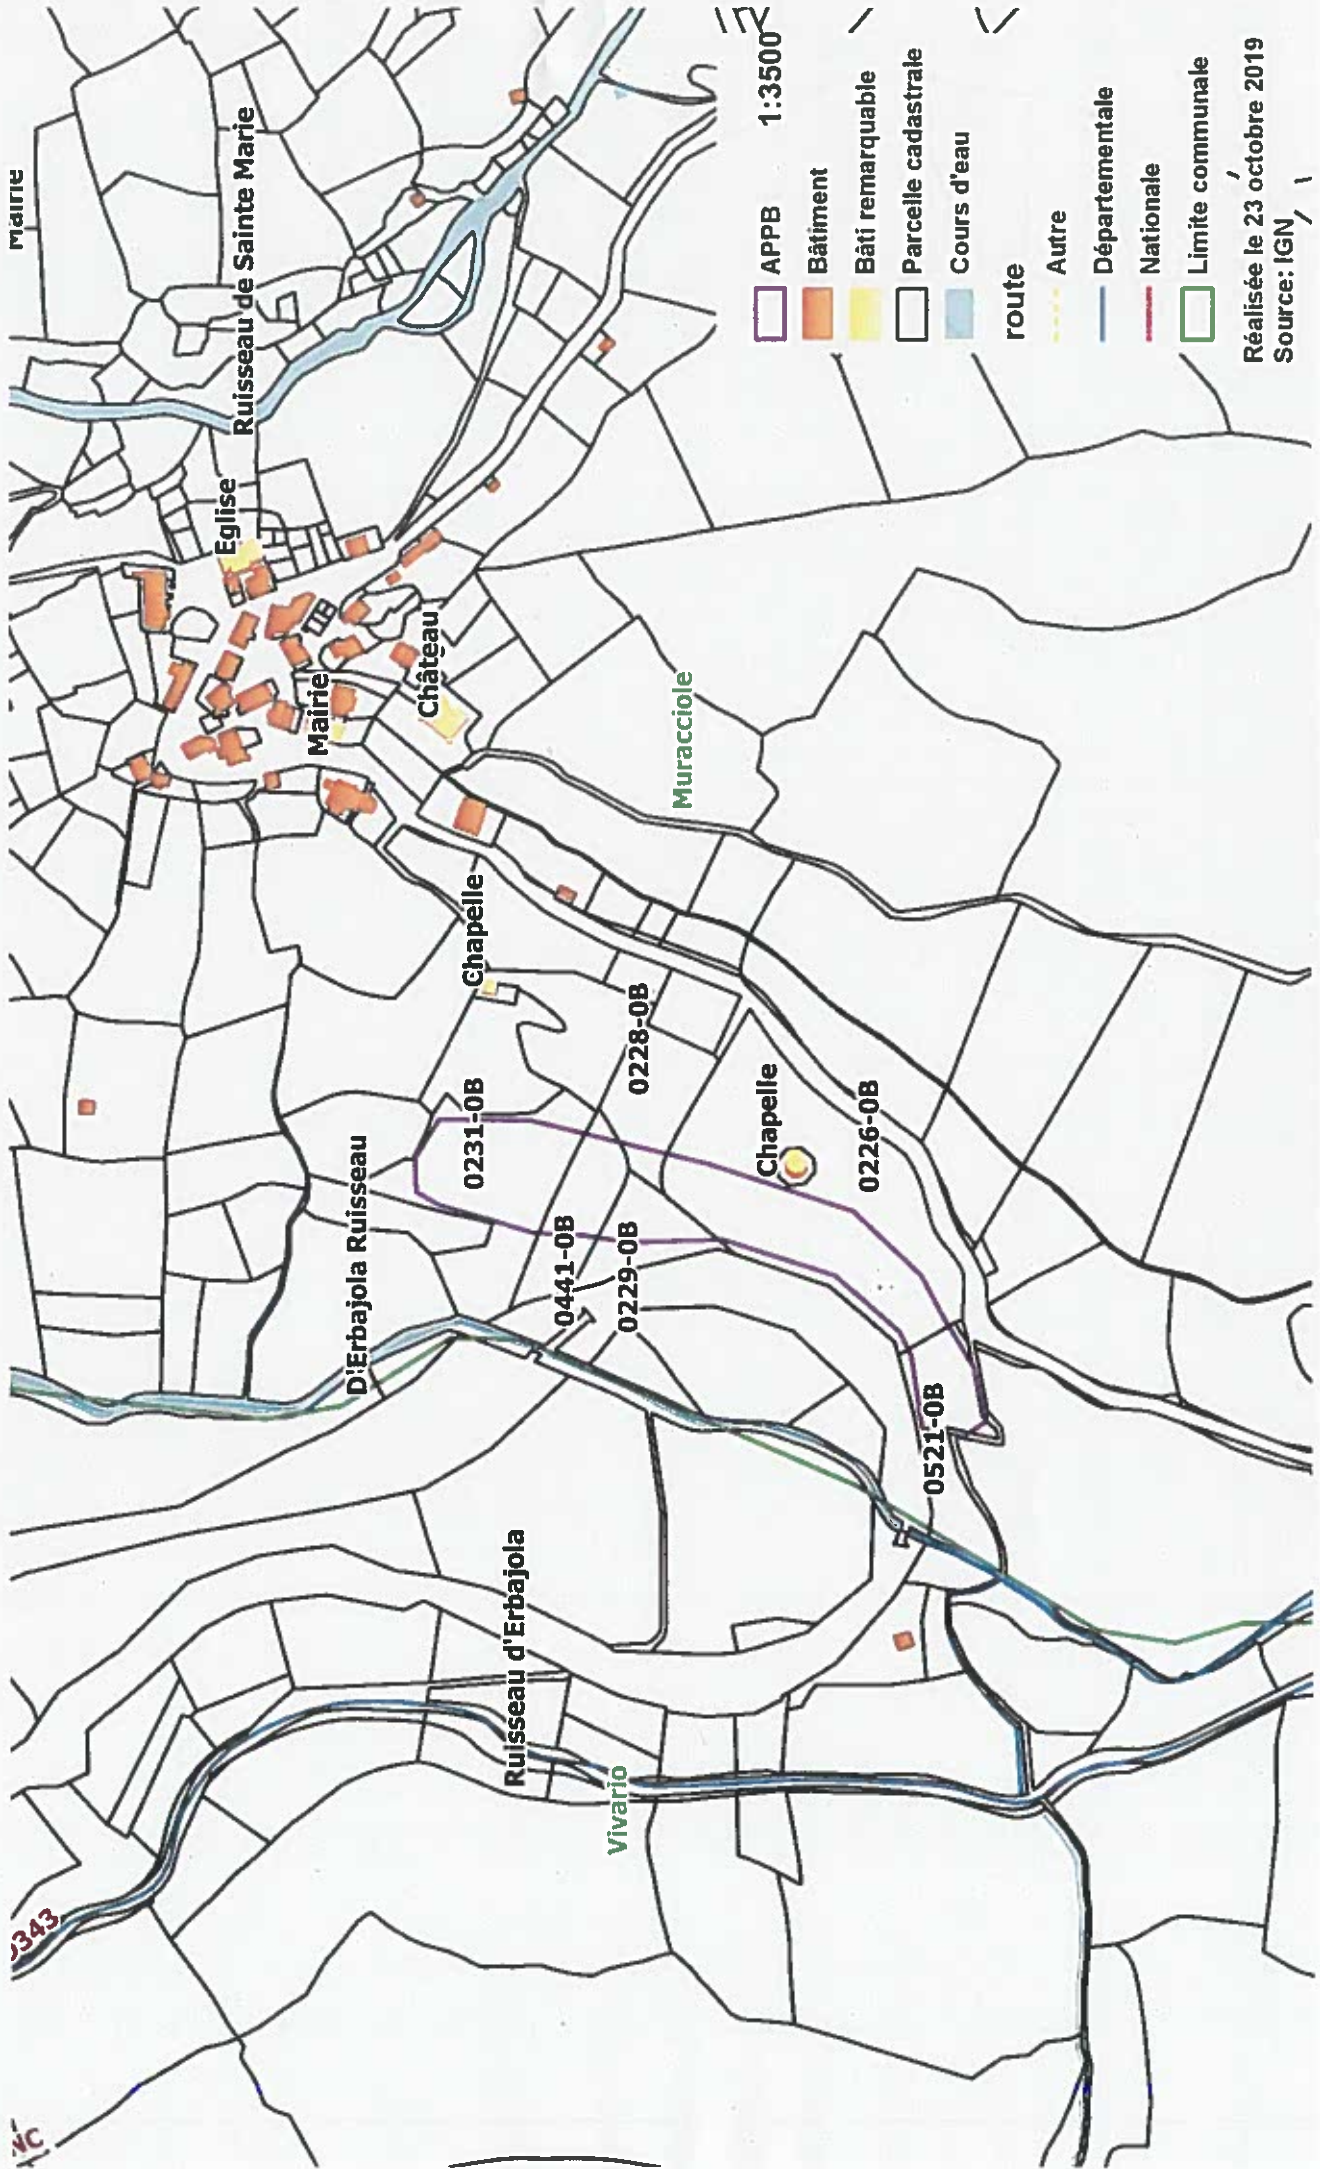 Mairie
Ruisseau de Sainte Marie
Eglise
Mairie
Château
Muracciole
Chapelle
0231-0B
0228-0B
Chapelle
0226-0B
D'Erbajola Ruisseau
0441-0B
0229-0B
0521-0B
Ruisseau d'Erbajola
Vivario
D343
NC
APPB 1:3500
Bâtiment
Bâti remarquable
Parcelle cadastrale
Cours d'eau
route
Autre
Départementale
Nationale
Limite communale
Réalisée le 23 octobre 2019
Source: IGN